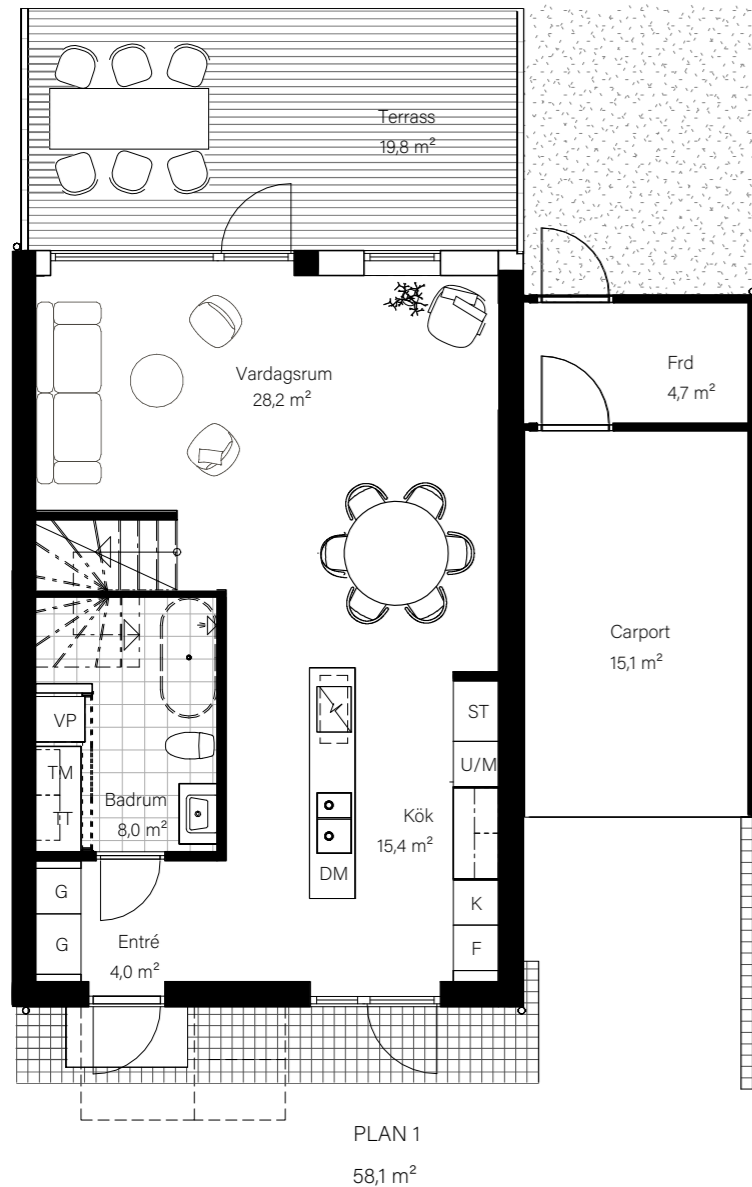 Terrass
19,8 m²
Vardagsrum
28,2 m²
Frd
4,7 m²
Carport
15,1 m²
ST
VP
U/M
TM
Badrum
8,0 m²
TT
Kök
15,4 m²
DM
G
K
Entré
4,0 m²
G
F
PLAN 1
58,1 m²